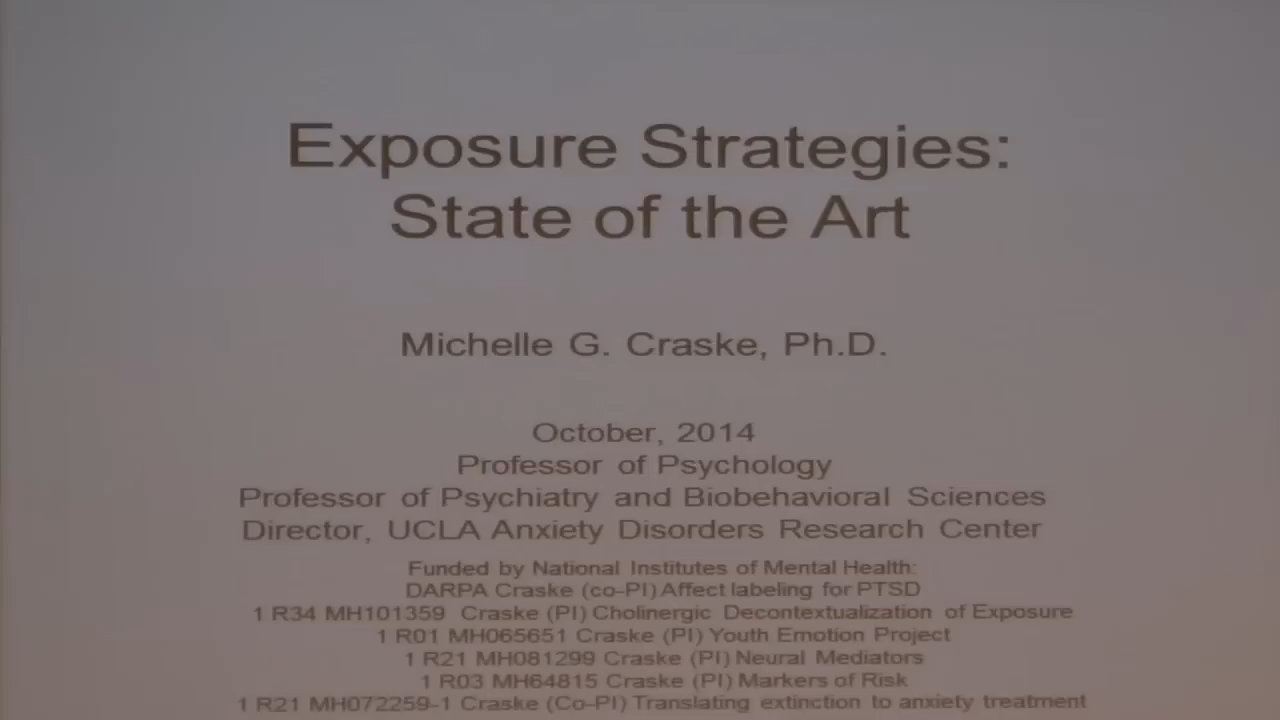 Exposure Strategies:
State of the Art
Michelle G. Craske, Ph.D.
October, 2014
Professor of Psychology
Professor of Psychiatry and Biobehavioral Sciences
Director, UCLA Anxiety Disorders Research Center
Funded by National Institutes of Mental Health:
DARPA Craske (co-PI) Affect labeling for PTSD
1 R34 MH101359 Craske (PI) Cholinergic Decontextualization of Exposure
1 R01 MH065651 Craske (PI) Youth Emotion Project
1 R21 MH081299 Craske (PI) Neural Mediators
1 R03 MH64815 Craske (PI) Markers of Risk
1 R21 MH072259-1 Craske (Co-PI) Translating extinction to anxiety treatment